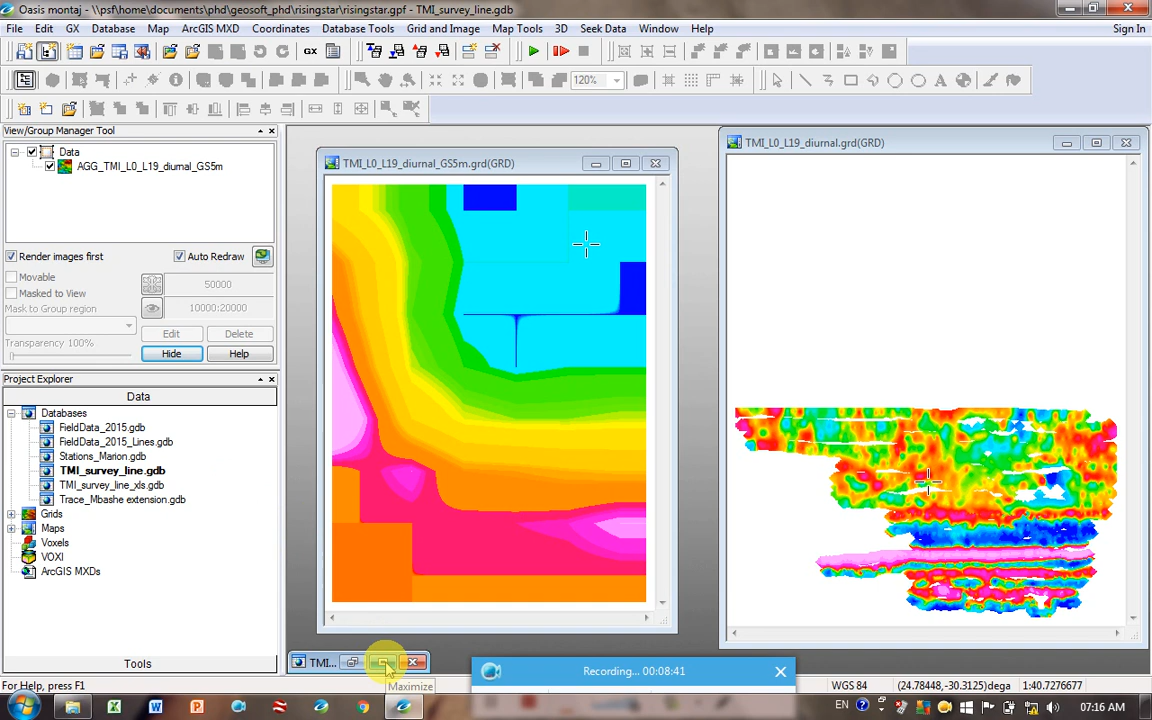 Oasis montaj - \\psf\home\documents\phd\geosoft_phd\risingstar\risingstar.gpf - TMI_survey_line.gdb
File Edit GX Database Map ArcGIS MXD Coordinates Database Tools Grid and Image Map Tools 3D Seek Data Window Help Sign In
GX
120%
View/Group Manager Tool
Data
AGG_TMI_L0_L19_diurnal_GS5m
Render images first Auto Redraw
Movable 50000
Masked to View
Mask to Group region 10000:20000
Edit Delete
Transparency 100%
Hide Help
Project Explorer
Data
Databases
FieldData_2015.gdb
FieldData_2015_Lines.gdb
Stations_Marion.gdb
TMI_survey_line.gdb
TMI_survey_line_xls.gdb
Trace_Mbashe extension.gdb
Grids
Maps
Voxels
VOXI
ArcGIS MXDs
Tools
TMI_L0_L19_diurnal_GS5m.grd(GRD)
TMI_L0_L19_diurnal.grd(GRD)
TMI...
Maximize
Recording... 00:08:41
For Help, press F1 WGS 84 (24.78448,-30.3125)dega 1:40.7276677
EN 07:16 AM